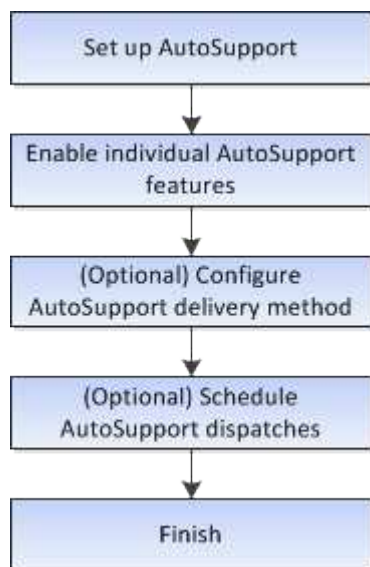 Set up AutoSupport
Enable individual AutoSupport
features
(Optional) Configure
AutoSupport delivery method
(Optional) Schedule
AutoSupport dispatches
Finish